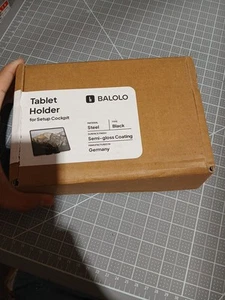 Tablet
Holder
for Setup Cockpit
BALOLO
Steel
Black
Semi-gloss Coating
Germany